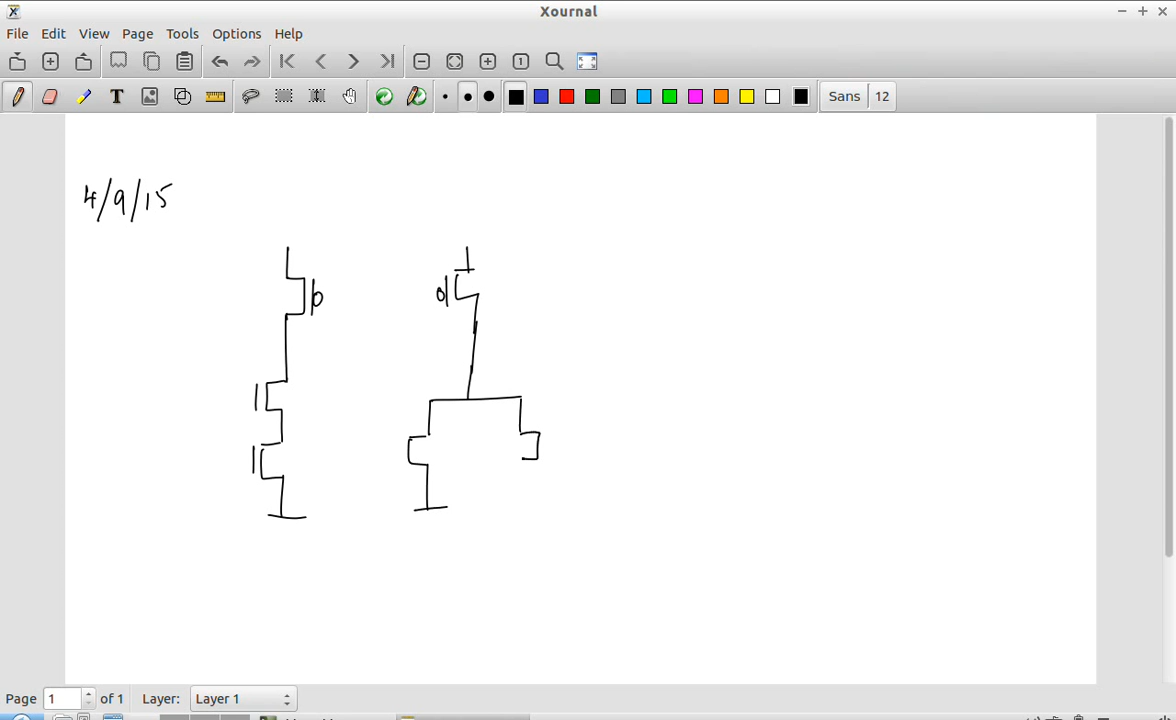 Xournal
File Edit View Page Tools Options Help
T Sans 12
4/9/15
Page 1 of 1 Layer: Layer 1